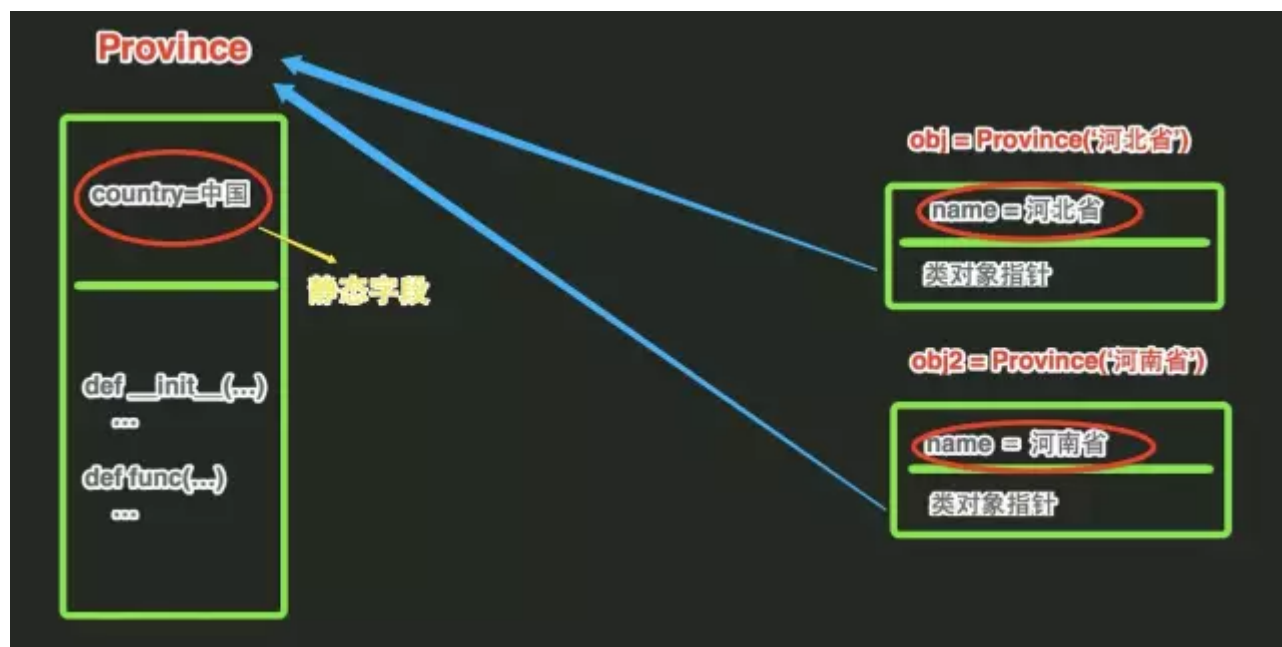 Province
country=中国
静态字段
def __init__(...)
...
def func(...)
...
obj = Province('河北省')
name = 河北省
类对象指针
obj2 = Province('河南省')
name = 河南省
类对象指针